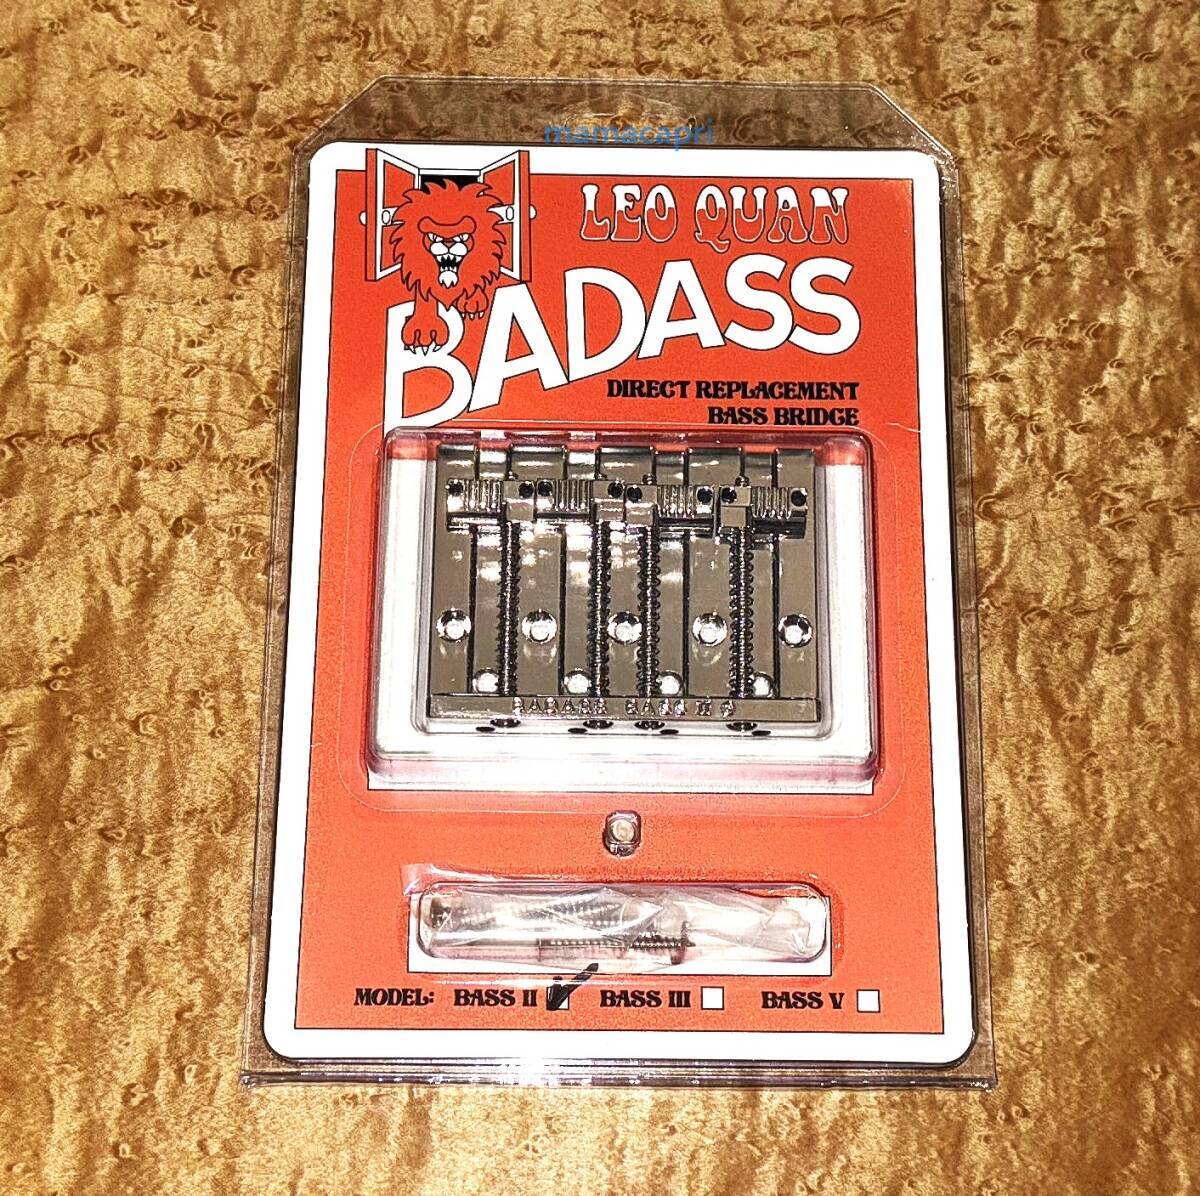 mamacapri
LEO QUAN
BADASS
DIRECT REPLACEMENT
BASS BRIDGE
BADASS BASS II
MODEL: BASS II BASS III BASS V